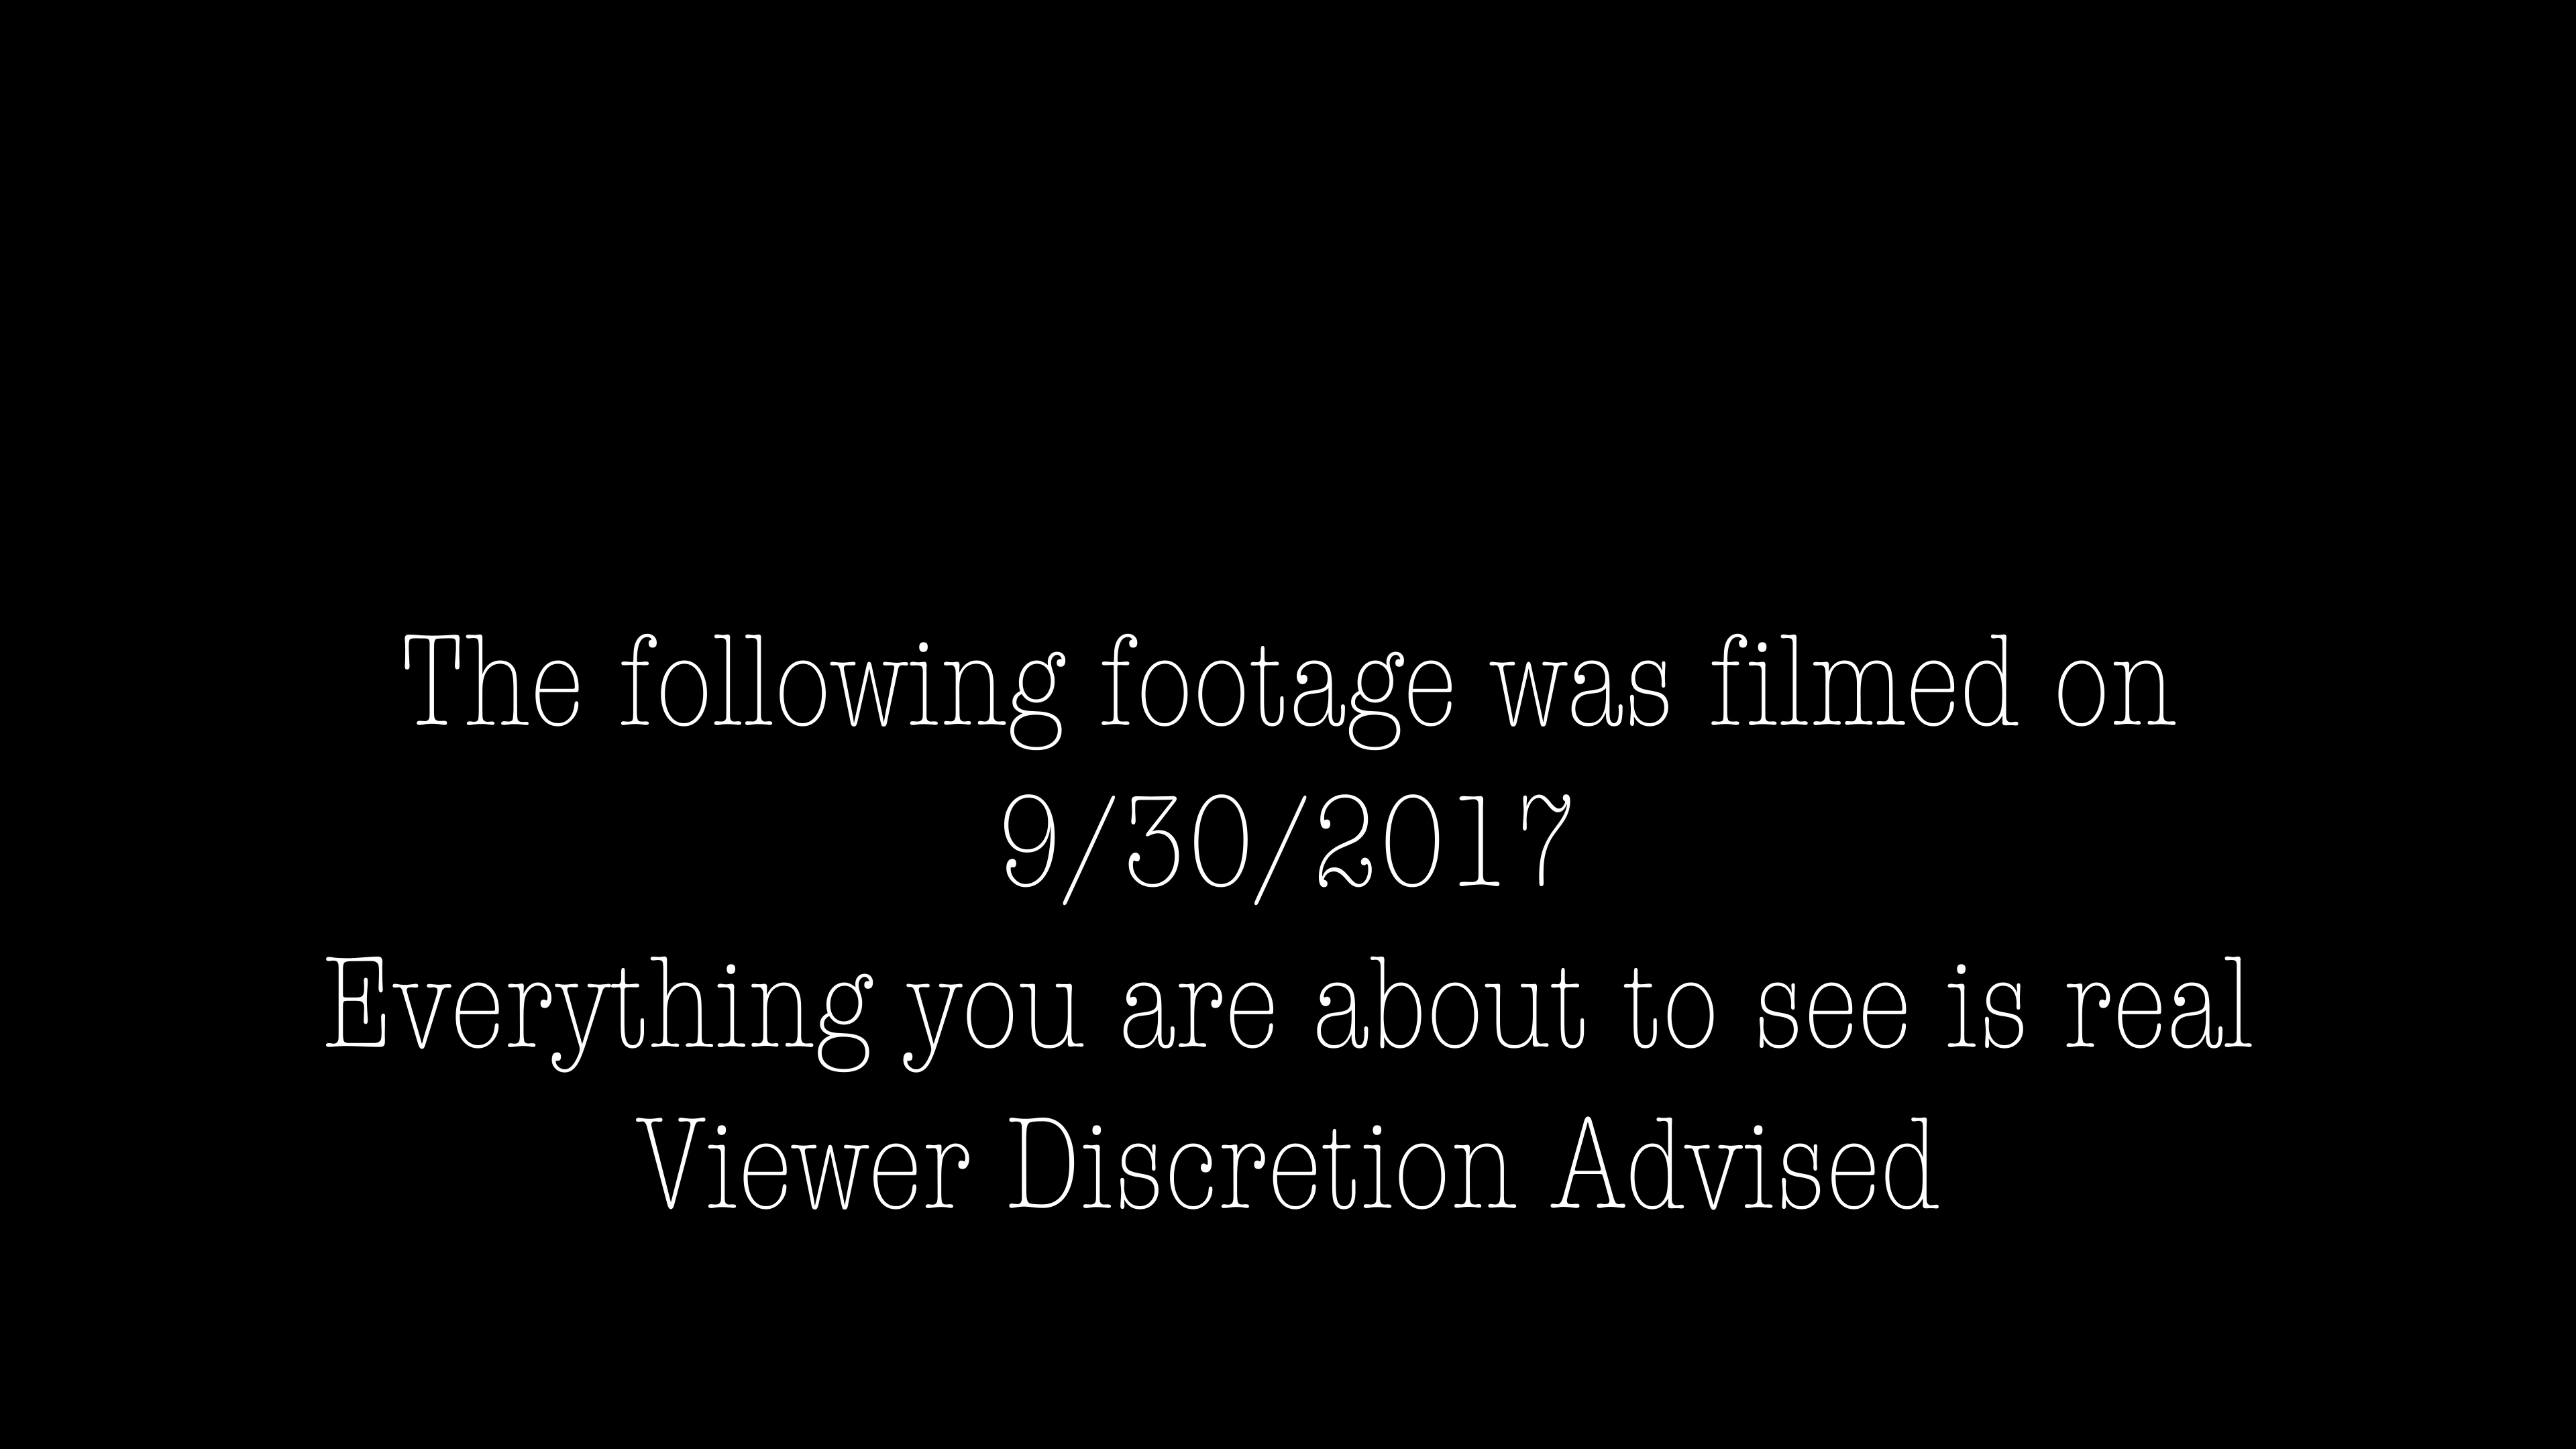 The following footage was filmed on
9/30/2017
Everything you are about to see is real
Viewer Discretion Advised